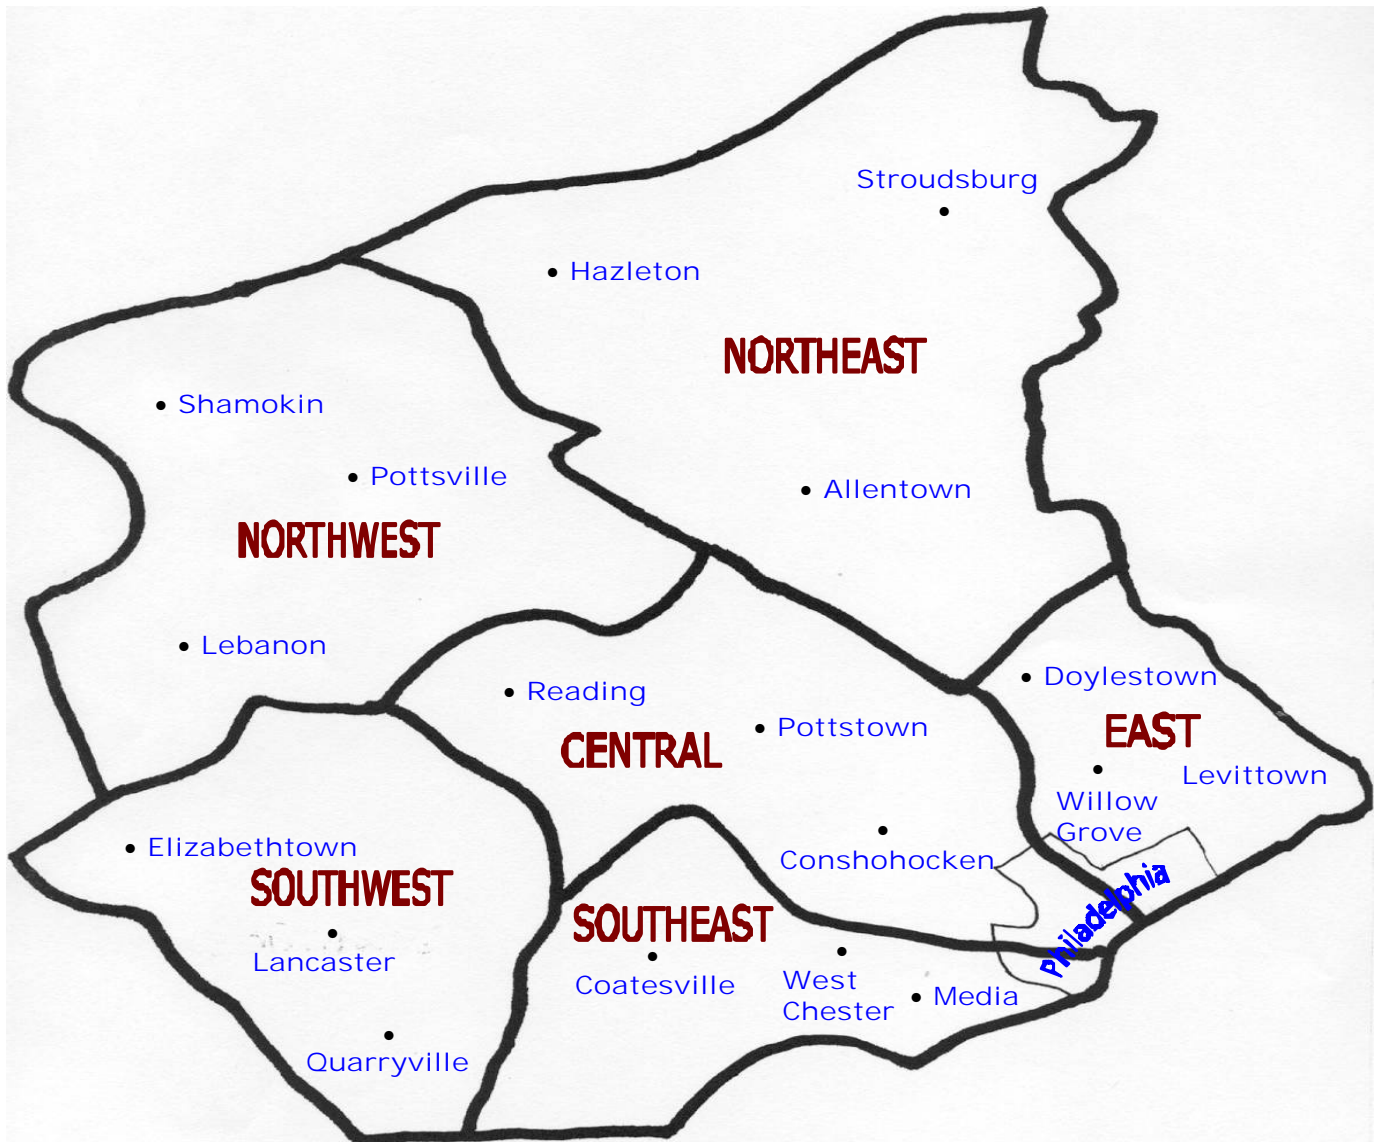 Stroudsburg
Hazleton
NORTHEAST
Shamokin
Pottsville
Allentown
NORTHWEST
Lebanon
Reading
Doylestown
Pottstown
EAST
CENTRAL
Levittown
Willow
Grove
Elizabethtown
Conshohocken
SOUTHWEST
Philadelphia
SOUTHEAST
Lancaster
Coatesville
West
Chester
Media
Quarryville